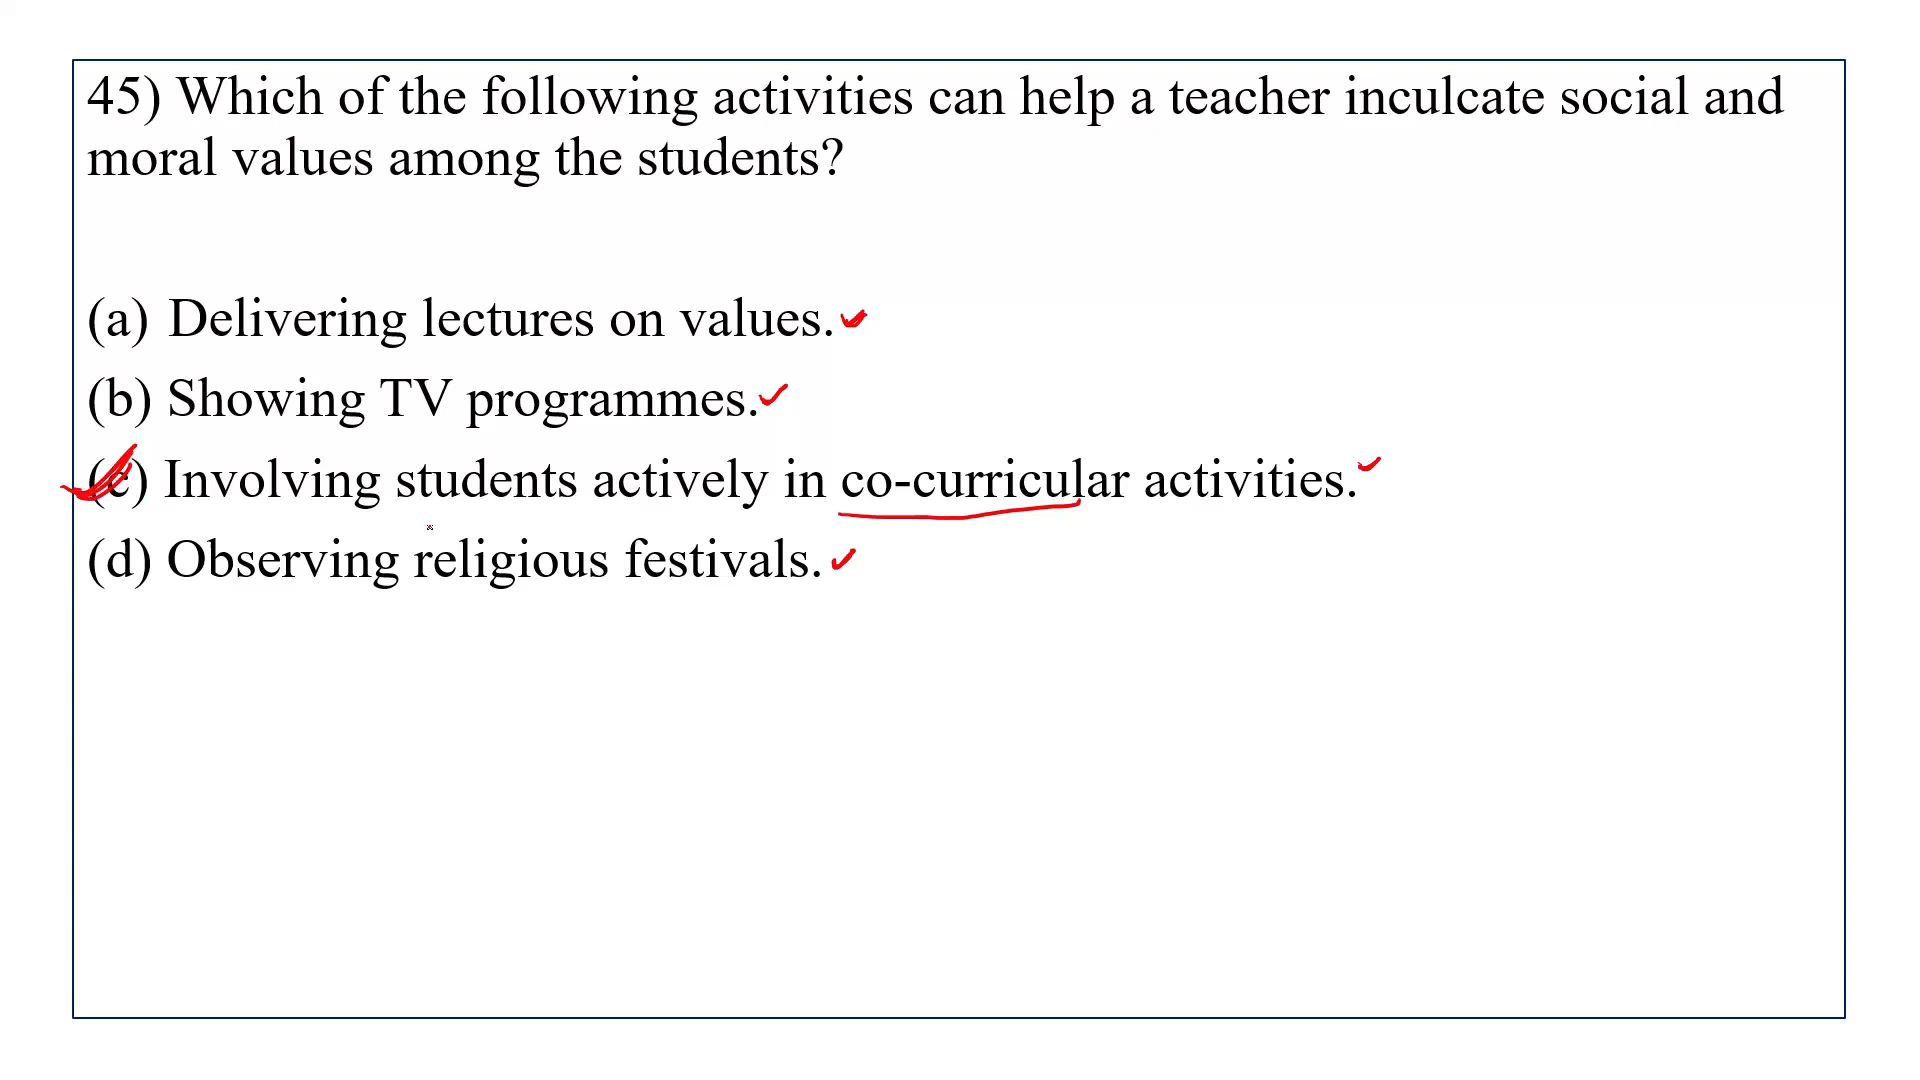 45) Which of the following activities can help a teacher inculcate social and
moral values among the students?
(a) Delivering lectures on values.
(b) Showing TV programmes.
(c) Involving students actively in co-curricular activities.
(d) Observing religious festivals.